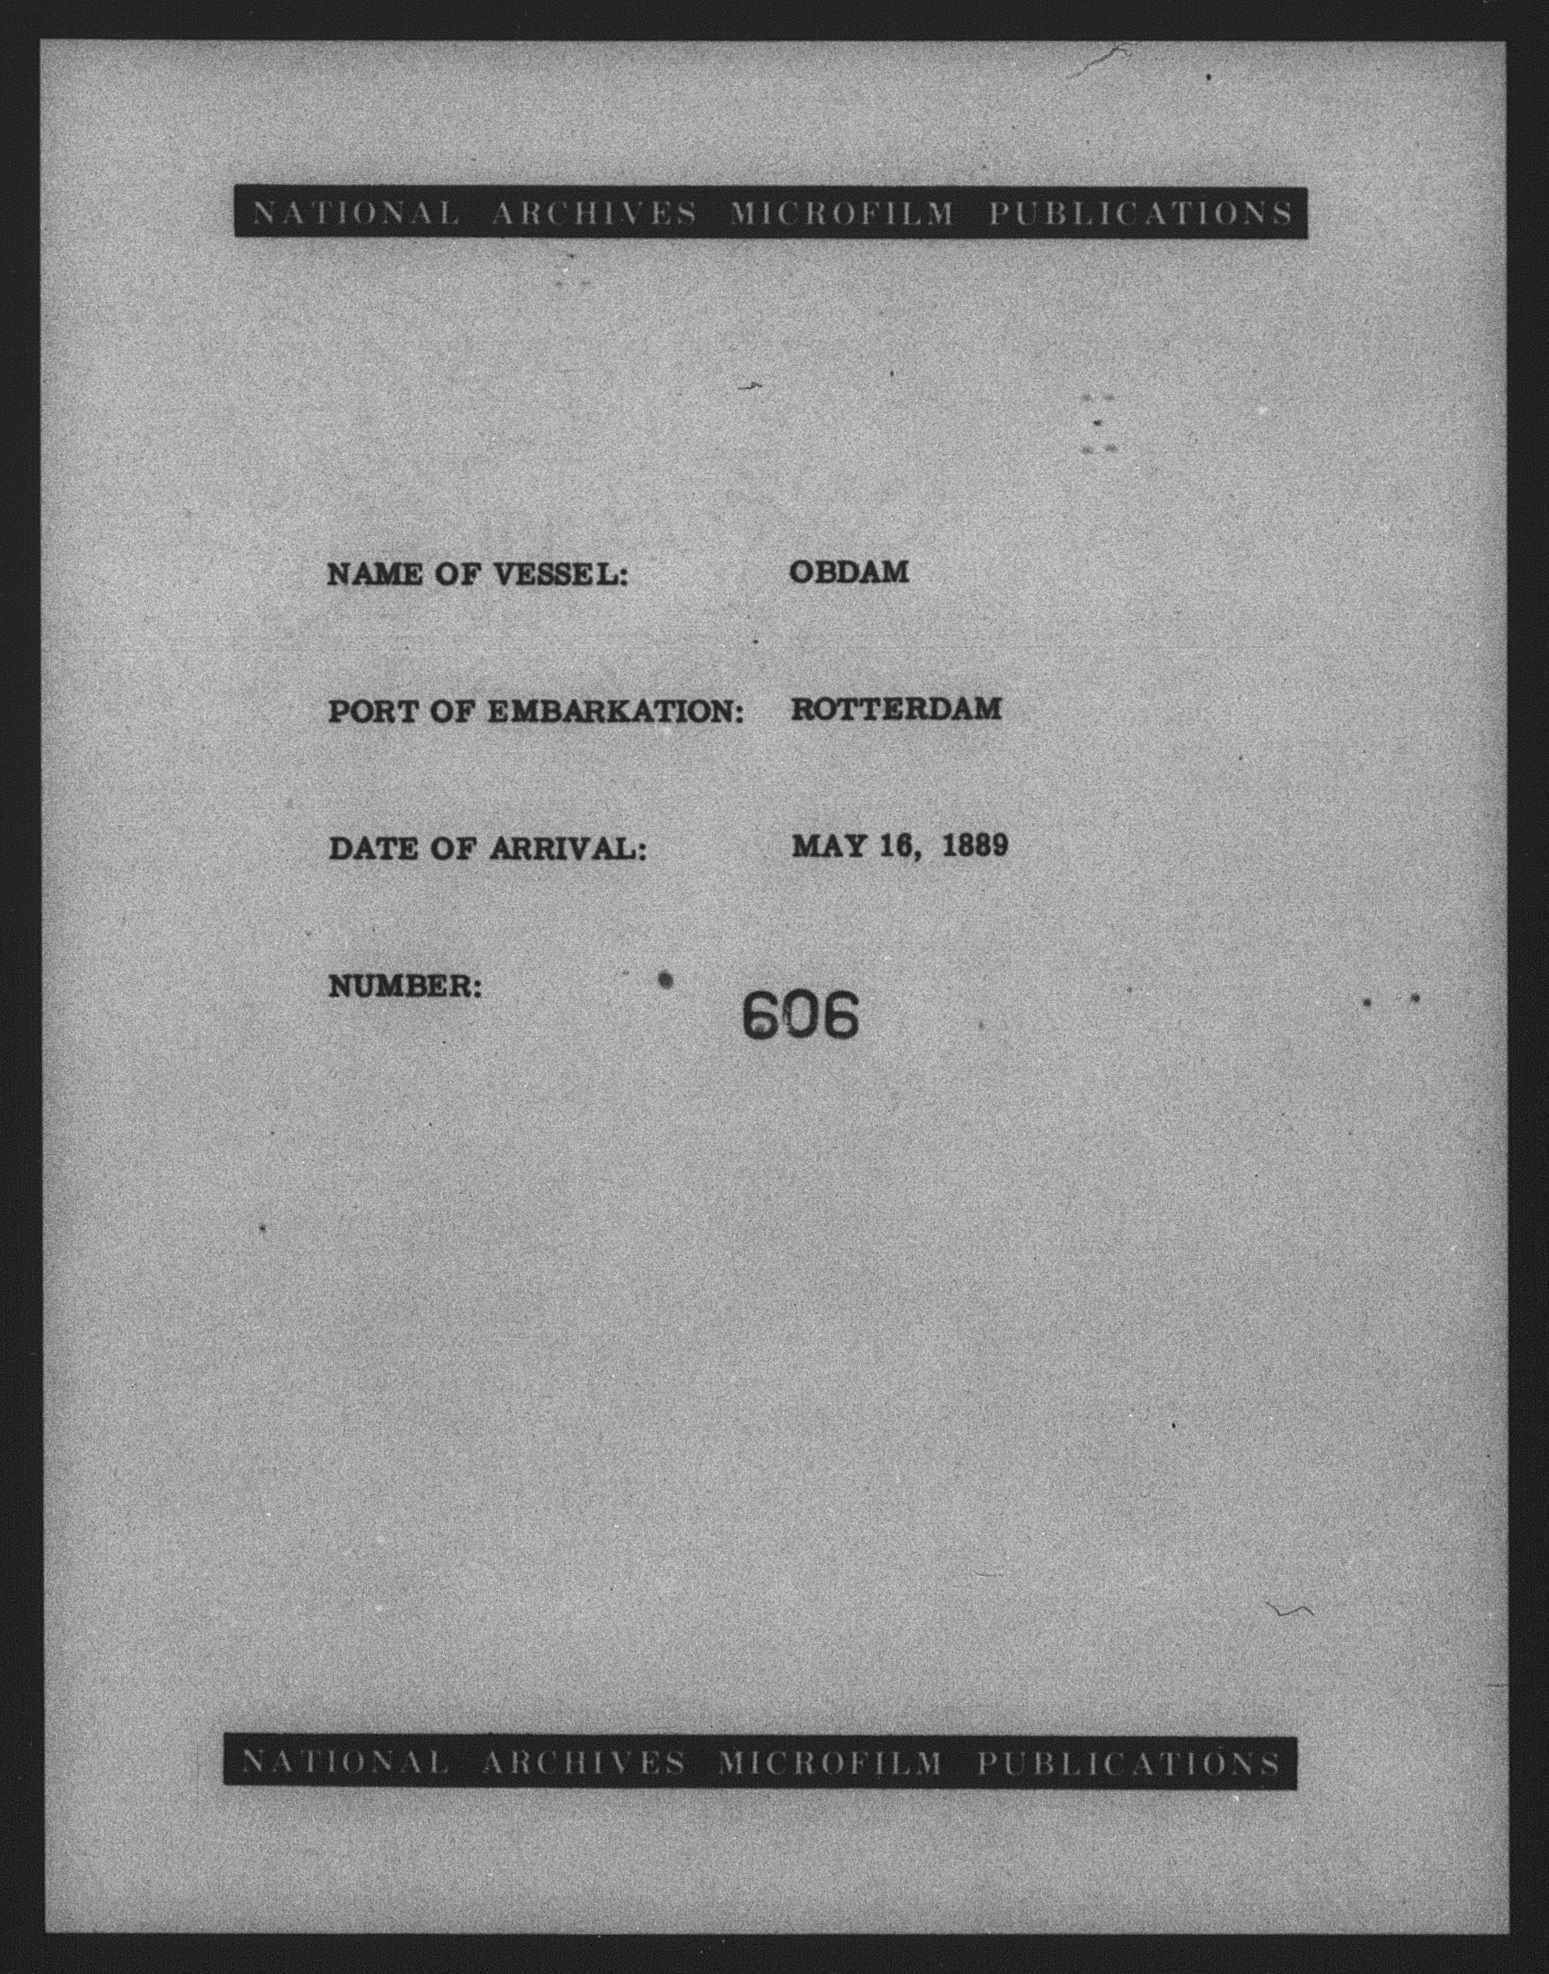 NATIONAL ARCHIVES MICROFILM PUBLICATIONS
NAME OF VESSEL: OBDAM
PORT OF EMBARKATION: ROTTERDAM
DATE OF ARRIVAL: MAY 16, 1889
NUMBER: 606
NATIONAL ARCHIVES MICROFILM PUBLICATIONS